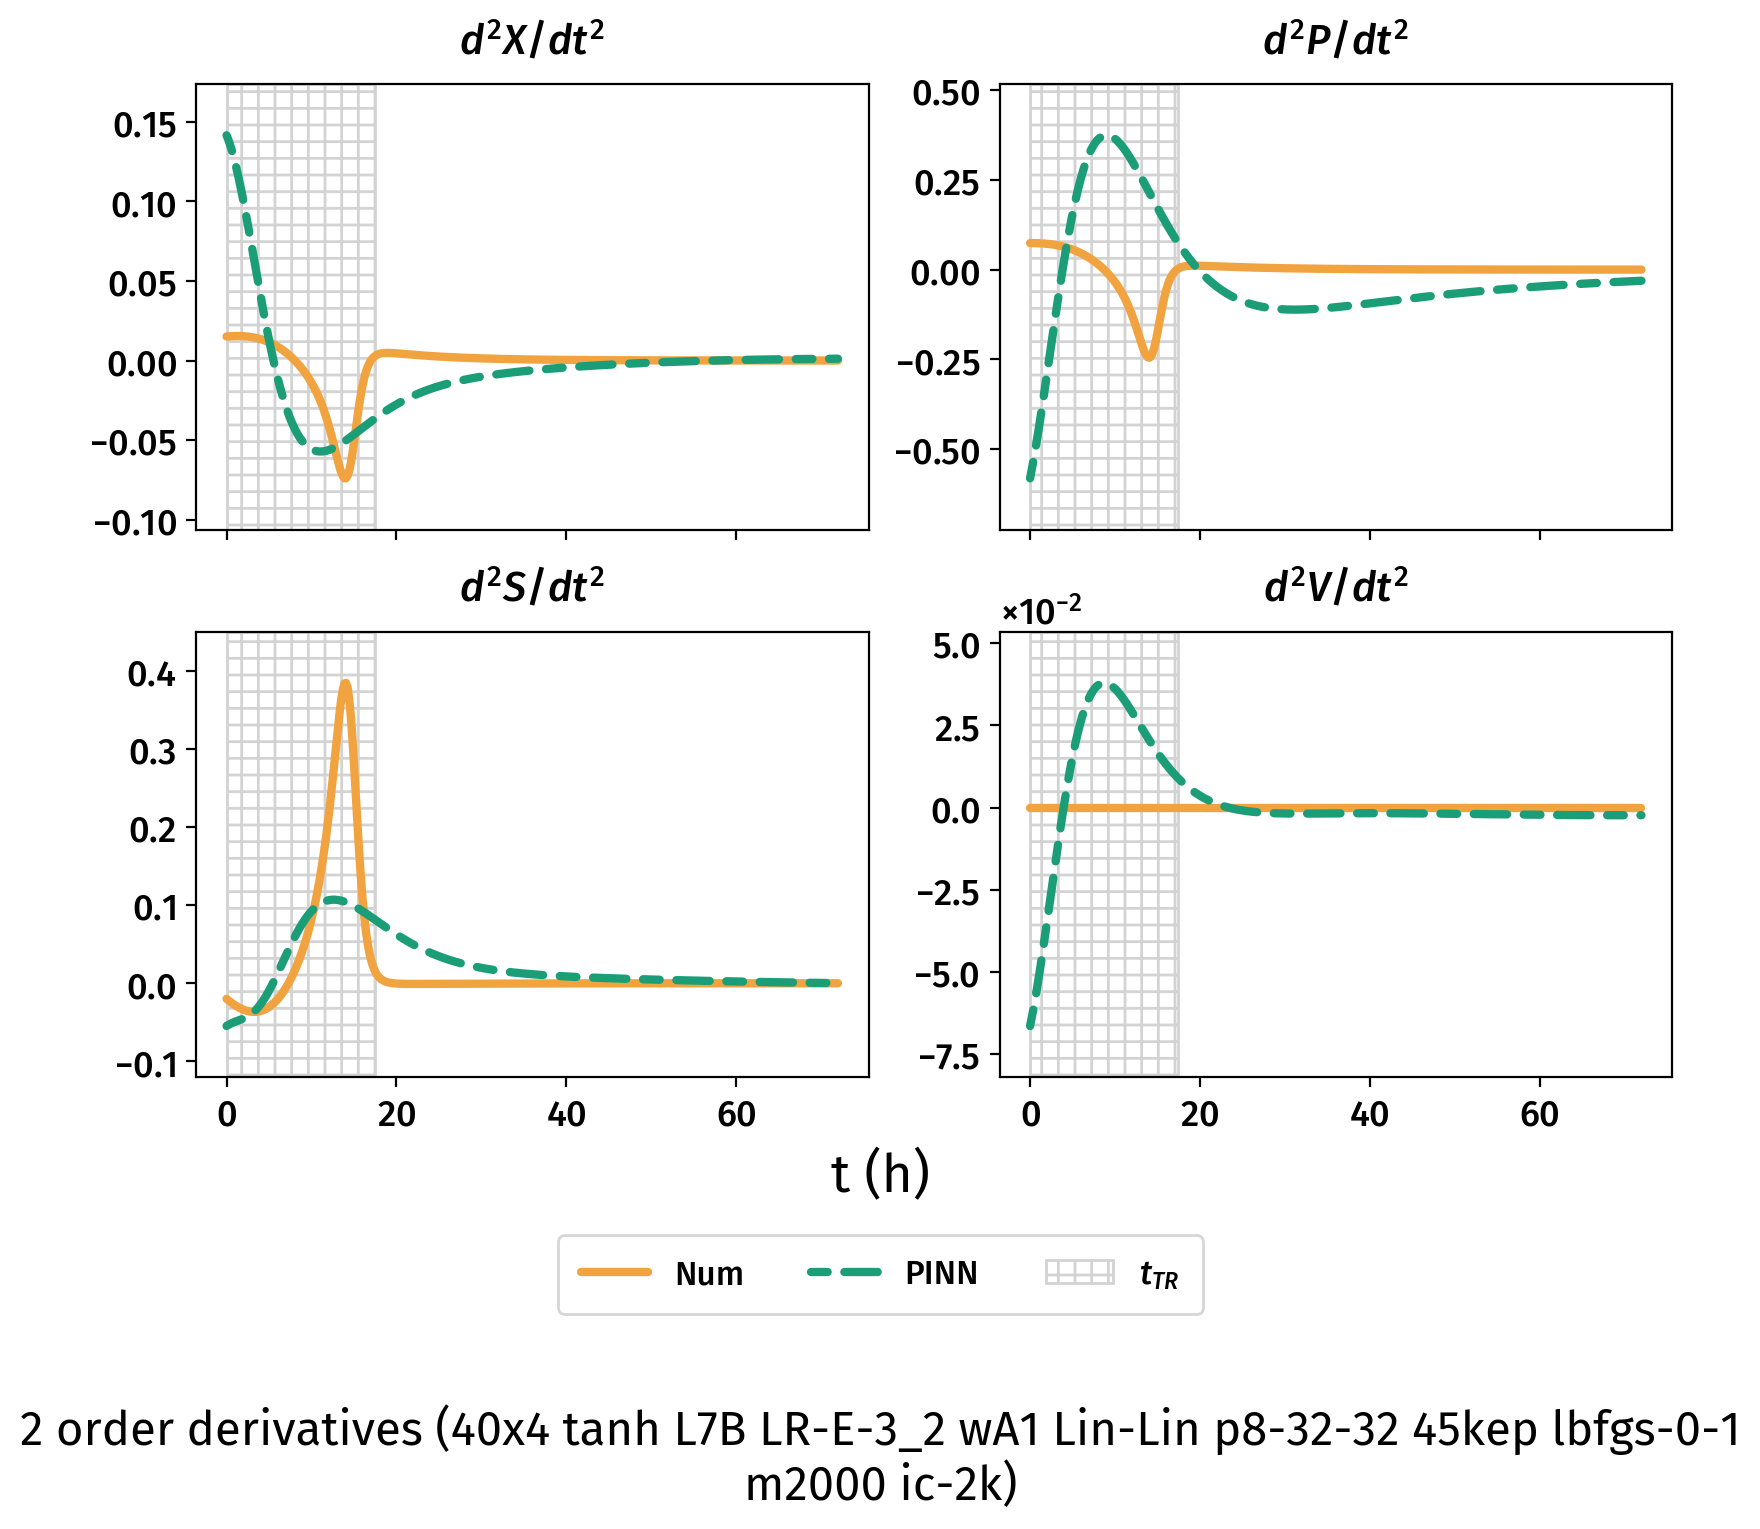 d²X/dt²
d²P/dt²
0.15
0.10
0.05
0.00
−0.05
−0.10
0.50
0.25
0.00
−0.25
−0.50
d²S/dt²
d²V/dt²
×10⁻²
0.4
0.3
0.2
0.1
0.0
−0.1
5.0
2.5
0.0
−2.5
−5.0
−7.5
0 20 40 60
0 20 40 60
t (h)
Num PINN t_TR
2 order derivatives (40x4 tanh L7B LR-E-3_2 wA1 Lin-Lin p8-32-32 45kep lbfgs-0-1
m2000 ic-2k)